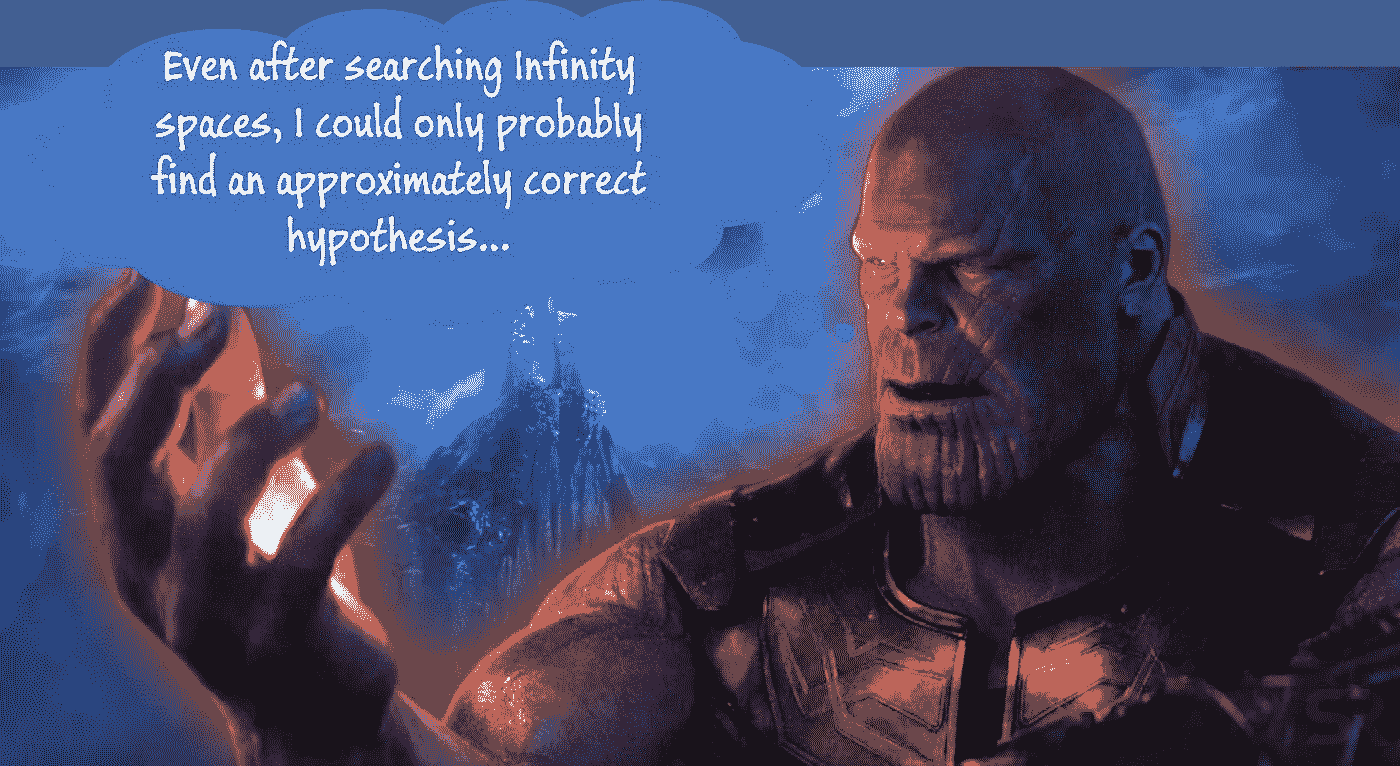 Even after searching Infinity
spaces, I could only probably
find an approximately correct
hypothesis...